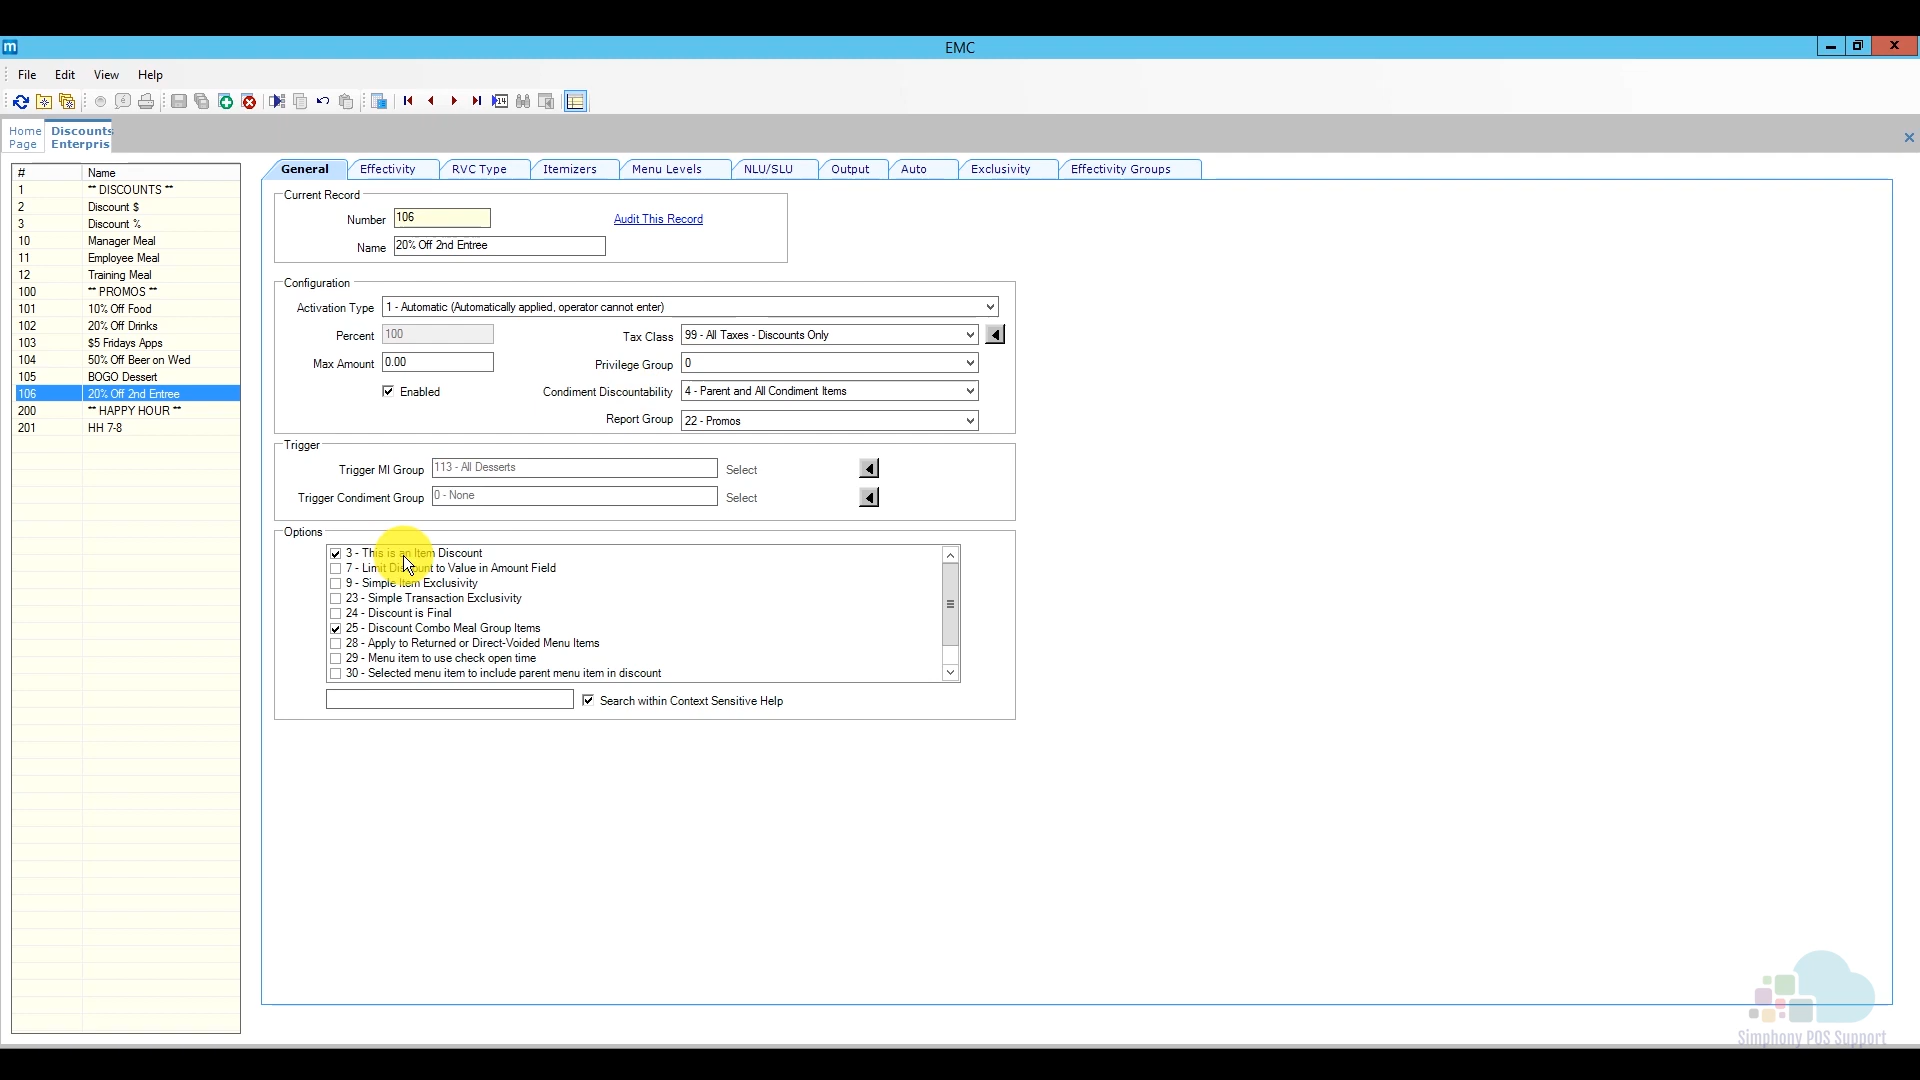 EMC
File Edit View Help
Home Page
Discounts Enterpris
# Name
1 ** DISCOUNTS **
2 Discount $
3 Discount %
10 Manager Meal
11 Employee Meal
12 Training Meal
100 ** PROMOS **
101 10% Off Food
102 20% Off Drinks
103 $5 Fridays Apps
104 50% Off Beer on Wed
105 BOGO Dessert
106 20% Off 2nd Entree
200 ** HAPPY HOUR **
201 HH 7-8
General Effectivity RVC Type Itemizers Menu Levels NLU/SLU Output Auto Exclusivity Effectivity Groups
Current Record
Number 106 Audit This Record
Name 20% Off 2nd Entree
Configuration
Activation Type 1 - Automatic (Automatically applied, operator cannot enter)
Percent 100 Tax Class 99 - All Taxes - Discounts Only
Max Amount 0.00 Privilege Group 0
Enabled Condiment Discountability 4 - Parent and All Condiment Items
Report Group 22 - Promos
Trigger
Trigger MI Group 113 - All Desserts Select
Trigger Condiment Group 0 - None Select
Options
3 - This is an Item Discount
7 - Limit Discount to Value in Amount Field
9 - Simple Item Exclusivity
23 - Simple Transaction Exclusivity
24 - Discount is Final
25 - Discount Combo Meal Group Items
28 - Apply to Returned or Direct-Voided Menu Items
29 - Menu item to use check open time
30 - Selected menu item to include parent menu item in discount
Search within Context Sensitive Help
Simphony POS Support